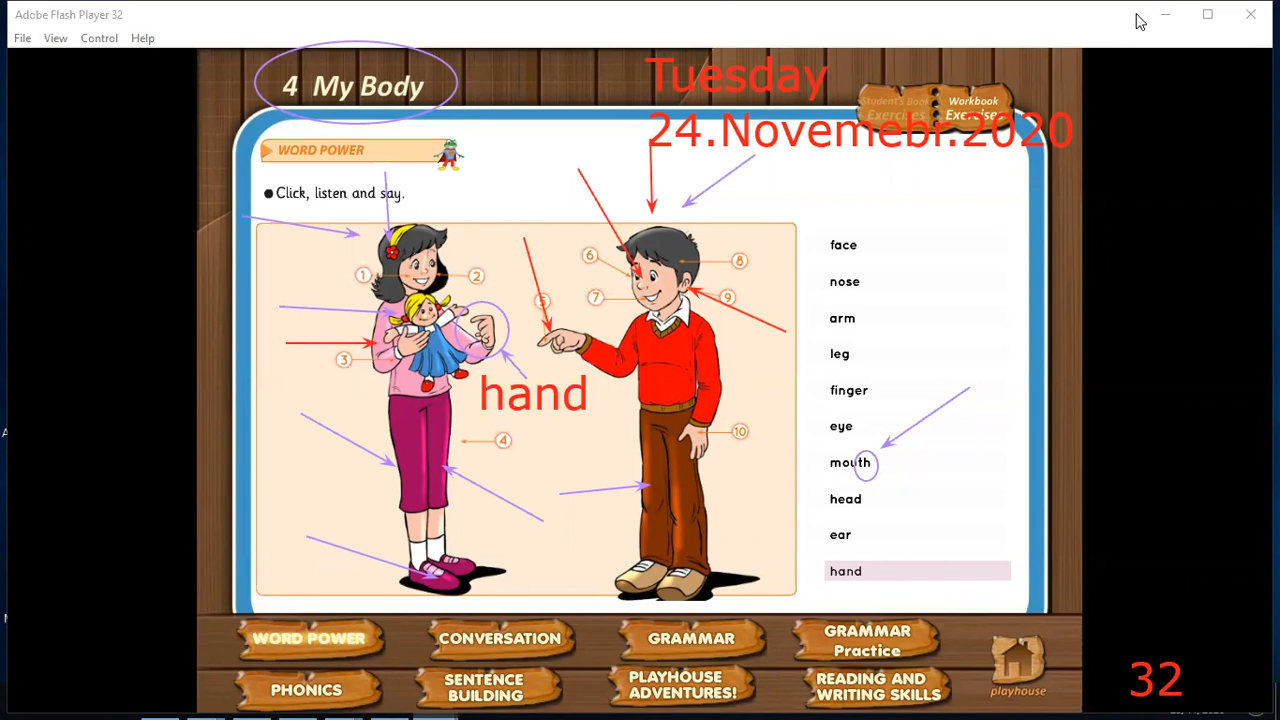 Adobe Flash Player 32
File View Control Help
4 My Body
Tuesday
24.Novemebr.2020
Student's Book
Exercises
Workbook
Exercises
WORD POWER
Click, listen and say.
1
2
3
4
5
6
7
8
9
10
hand
face
nose
arm
leg
finger
eye
mouth
head
ear
hand
WORD POWER
CONVERSATION
GRAMMAR
GRAMMAR
Practice
PHONICS
SENTENCE
BUILDING
PLAYHOUSE
ADVENTURES!
READING AND
WRITING SKILLS
playhouse
32